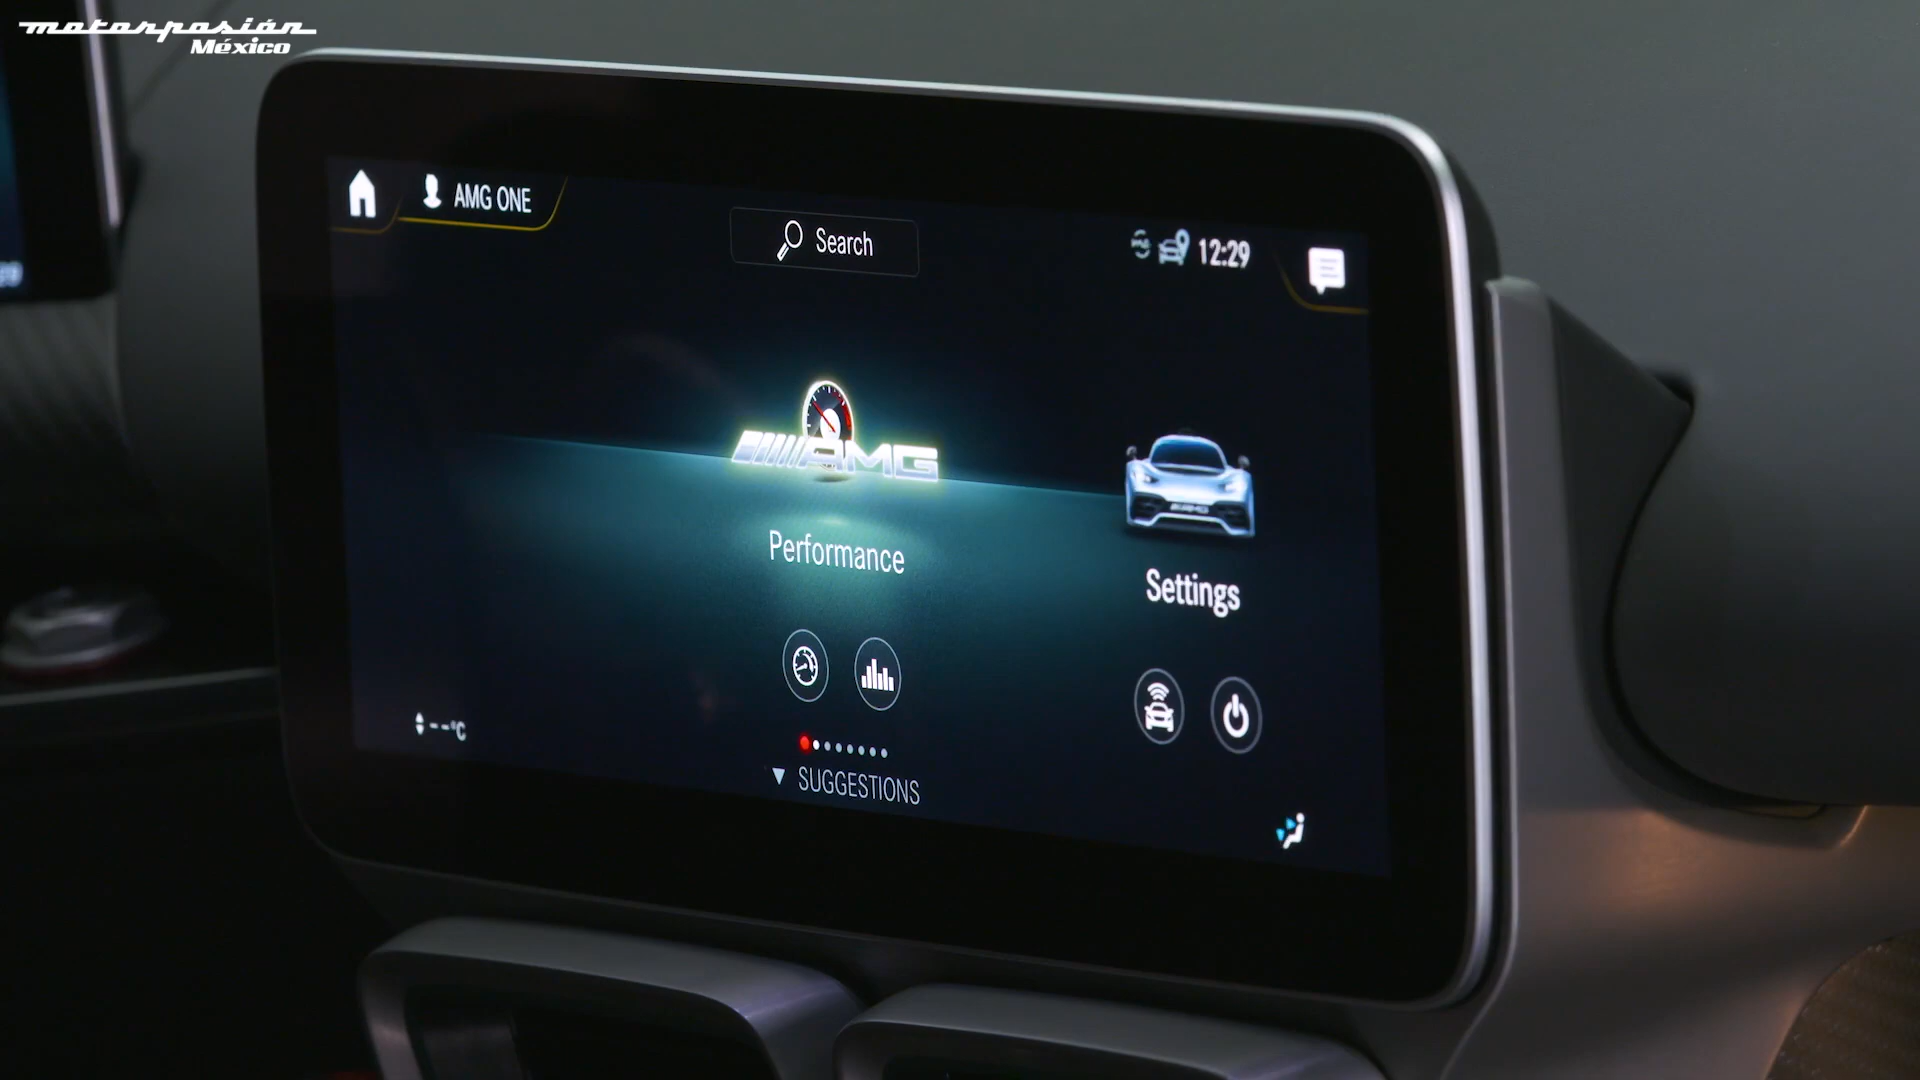 motorpasión
México
AMG ONE
Search
12:29
AMG
Performance
Settings
--°C
SUGGESTIONS